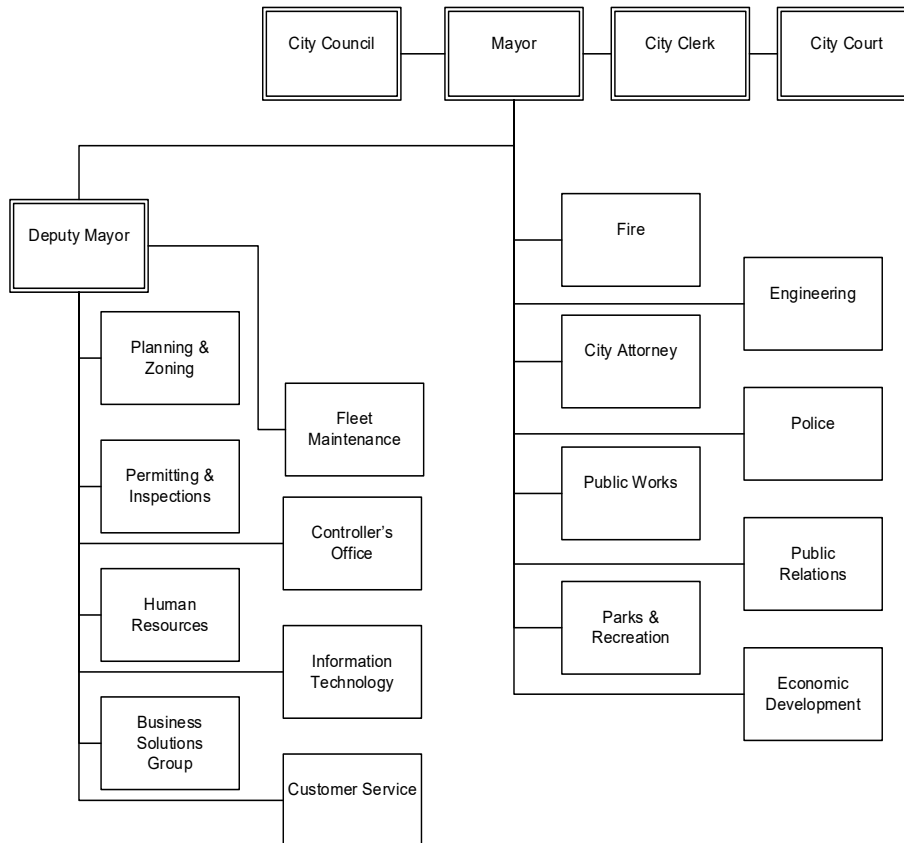 City Council
Mayor
City Clerk
City Court
Deputy Mayor
Fire
Engineering
Planning &
Zoning
City Attorney
Fleet
Maintenance
Police
Permitting &
Inspections
Public Works
Controller's
Office
Public
Relations
Human
Resources
Parks &
Recreation
Information
Technology
Economic
Development
Business
Solutions
Group
Customer Service